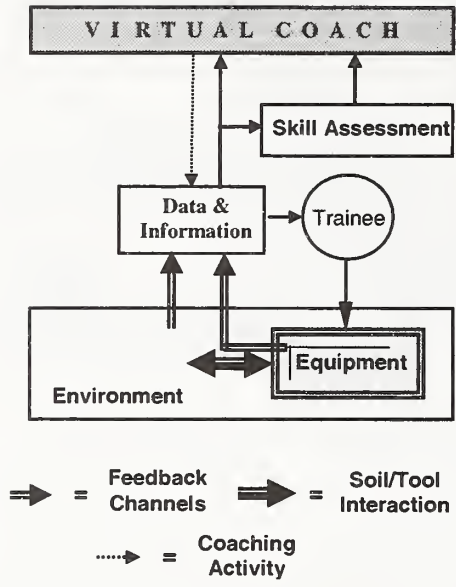 VIRTUAL COACH
Skill Assessment
Data &
Information
Trainee
Equipment
Environment
= Feedback
Channels
= Soil/Tool
Interaction
= Coaching
Activity